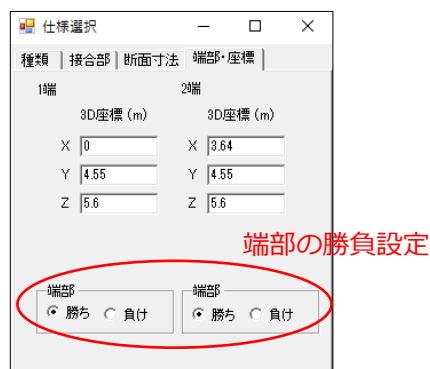 仕様選択
種類 接合部 断面寸法 端部・座標
1端 2端
3D座標 (m) 3D座標 (m)
X 0 X 3.64
Y 4.55 Y 4.55
Z 5.6 Z 5.6
端部の勝負設定
端部 端部
勝ち 負け 勝ち 負け